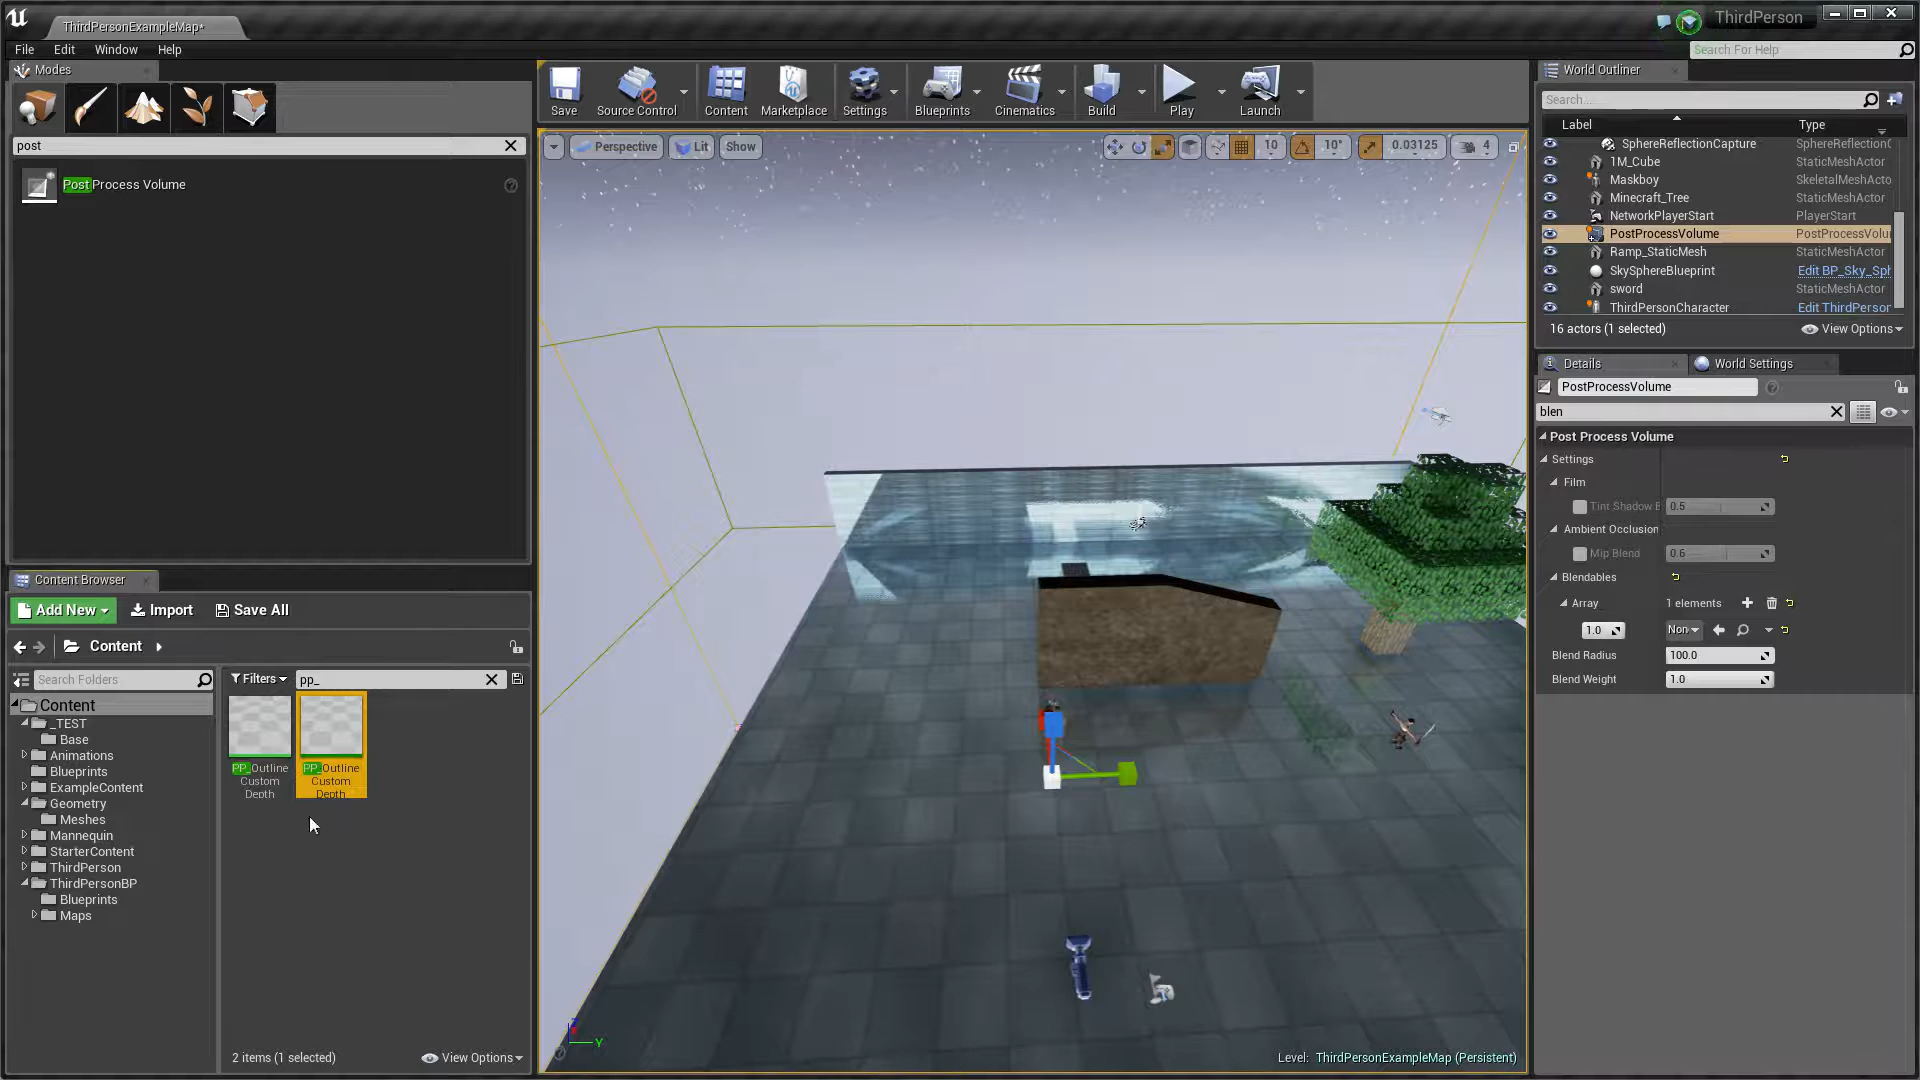 ThirdPersonExampleMap*
ThirdPerson
File Edit Window Help
Search For Help
Modes
World Outliner
Save
Source Control
Content
Marketplace
Settings
Blueprints
Cinematics
Build
Play
Launch
Search...
Label Type
post
Perspective
Lit
Show
10
10°
0.03125
4
SphereReflectionCapture SphereReflectionC
1M_Cube StaticMeshActor
Maskboy SkeletalMeshActo
Post Process Volume
Minecraft_Tree StaticMeshActor
NetworkPlayerStart PlayerStart
PostProcessVolume PostProcessVolu
Ramp_StaticMesh StaticMeshActor
SkySphereBlueprint Edit BP_Sky_Sph
sword StaticMeshActor
ThirdPersonCharacter Edit ThirdPerson
16 actors (1 selected)
View Options
Details
World Settings
PostProcessVolume
blen
Post Process Volume
Settings
Film
Tint Shadow B 0.5
Ambient Occlusion
Mip Blend 0.6
Blendables
Array 1 elements
1.0 Non
Blend Radius 100.0
Blend Weight 1.0
Content Browser
Add New
Import
Save All
Content
Search Folders
Filters
pp_
Content
_TEST
Base
Animations
Blueprints
ExampleContent
Geometry
Meshes
Mannequin
StarterContent
ThirdPerson
ThirdPersonBP
Blueprints
Maps
PP_Outline
Custom
Depth
PP_Outline
Custom
Depth
2 items (1 selected)
View Options
Y
Level: ThirdPersonExampleMap (Persistent)